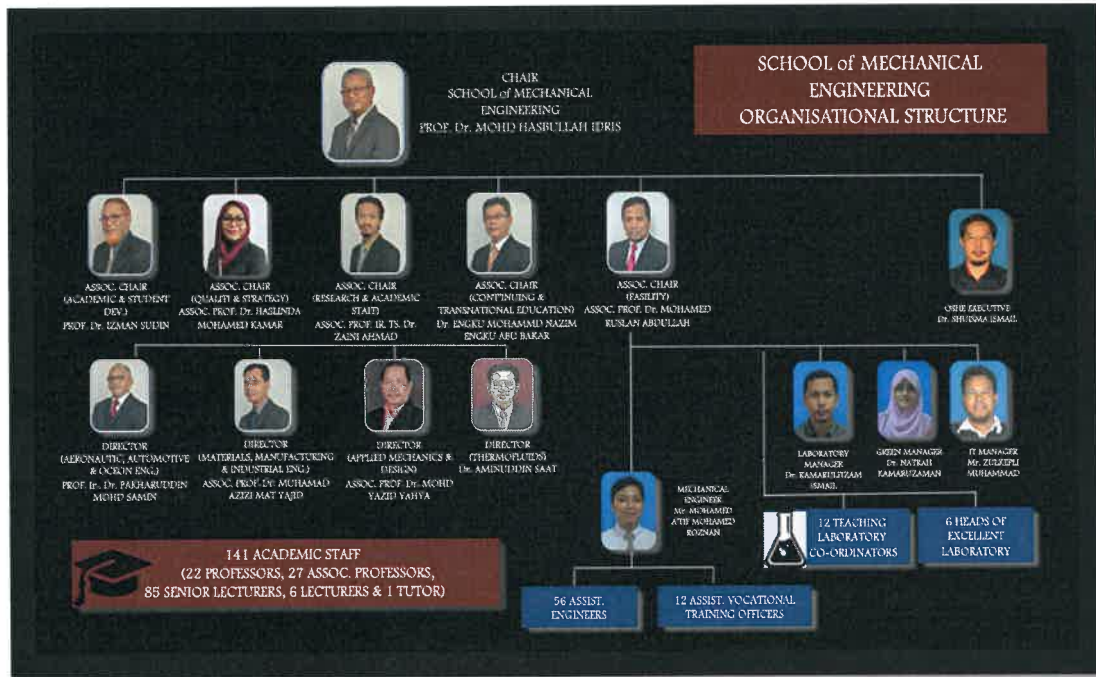 SCHOOL of MECHANICAL
ENGINEERING
ORGANISATIONAL STRUCTURE
CHAIR
SCHOOL of MECHANICAL
ENGINEERING
PROF. Dr. MOHD HASBULLAH IDRIS
ASSOC. CHAIR
(ACADEMIC & STUDENT
DEV.)
PROF. Dr. IZMAN SUDIN
ASSOC. CHAIR
(QUALITI & STRATEGY)
ASSOC. PROF. Dr. HASLINDA
MOHAMED KAMAR
ASSOC. CHAIR
(RESEARCH & ACADEMIC
STAFF)
ASSOC. PROF. IR. TS. Dr.
ZAINI AHMAD
ASSOC. CHAIR
(CONTINUING &
TRANSNATIONAL EDUCATION)
Dr. ENGKU MOHAMMAD NAZIM
ENGKU ABU BAKAR
ASSOC. CHAIR
(FASILITY)
ASSOC. PROF. Dr. MOHAMED
RUSLAN ABDULLAH
OSHE EXECUTIVE
Dr. SHUISMA ISMAIL
DIRECTOR
(AERONAUTIC, AUTOMOTIVE
& OCEON ENG.)
PROF. Ir.. Dr. PAKHARUDDIN
MOHD SAMIN
DIRECTOR
(MATERIALS, MANUFACTURING
& INDUSTRIAL ENG.)
ASSOC. PROF. Dr. MUHAMAD
AZIZI MAT YAJID
DIRECTOR
(APPLIED MECHANICS &
DESIGN)
ASSOC. PROF. Dr. MOHD
YAZID YAHYA
DIRECTOR
(THERMOFLUIDS)
Dr. AMINUDDIN SAAT
LABORATORY
MANAGER
Dr. KAMARULITZAM
ISMAIL
GREEN MANAGER
Dr. NATRAH
KAMARUZAMAN
IT MANAGER
Mr. ZULKEPLI
MUHAMMAD
MECHANICAL
ENGINEER
Mr. MOHAMED
A'TIF MOHAMED
ROZNAN
12 TEACHING
LABORATORY
CO-ORDINATORS
6 HEADS OF
EXCELLENT
LABORATORY
141 ACADEMIC STAFF
(22 PROFESSORS, 27 ASSOC. PROFESSORS,
85 SENIOR LECTURERS, 6 LECTURERS & 1 TUTOR)
56 ASSIST.
ENGINEERS
12 ASSIST. VOCATIONAL
TRAINING OFFICERS